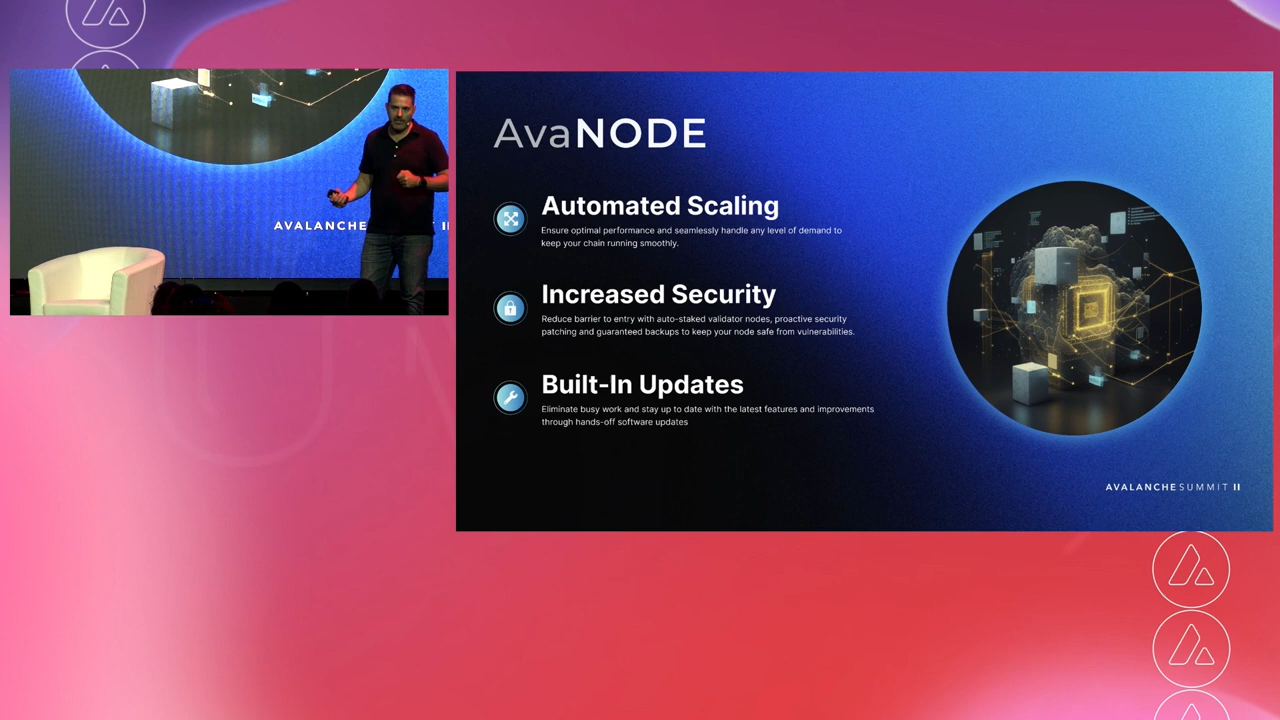 AVALANCHE II
AvaNODE
Automated Scaling
Ensure optimal performance and seamlessly handle any level of demand to
keep your chain running smoothly.
Increased Security
Reduce barrier to entry with auto-staked validator nodes, proactive security
patching and guaranteed backups to keep your node safe from vulnerabilities.
Built-In Updates
Eliminate busy work and stay up to date with the latest features and improvements
through hands-off software updates
AVALANCHESUMMIT II